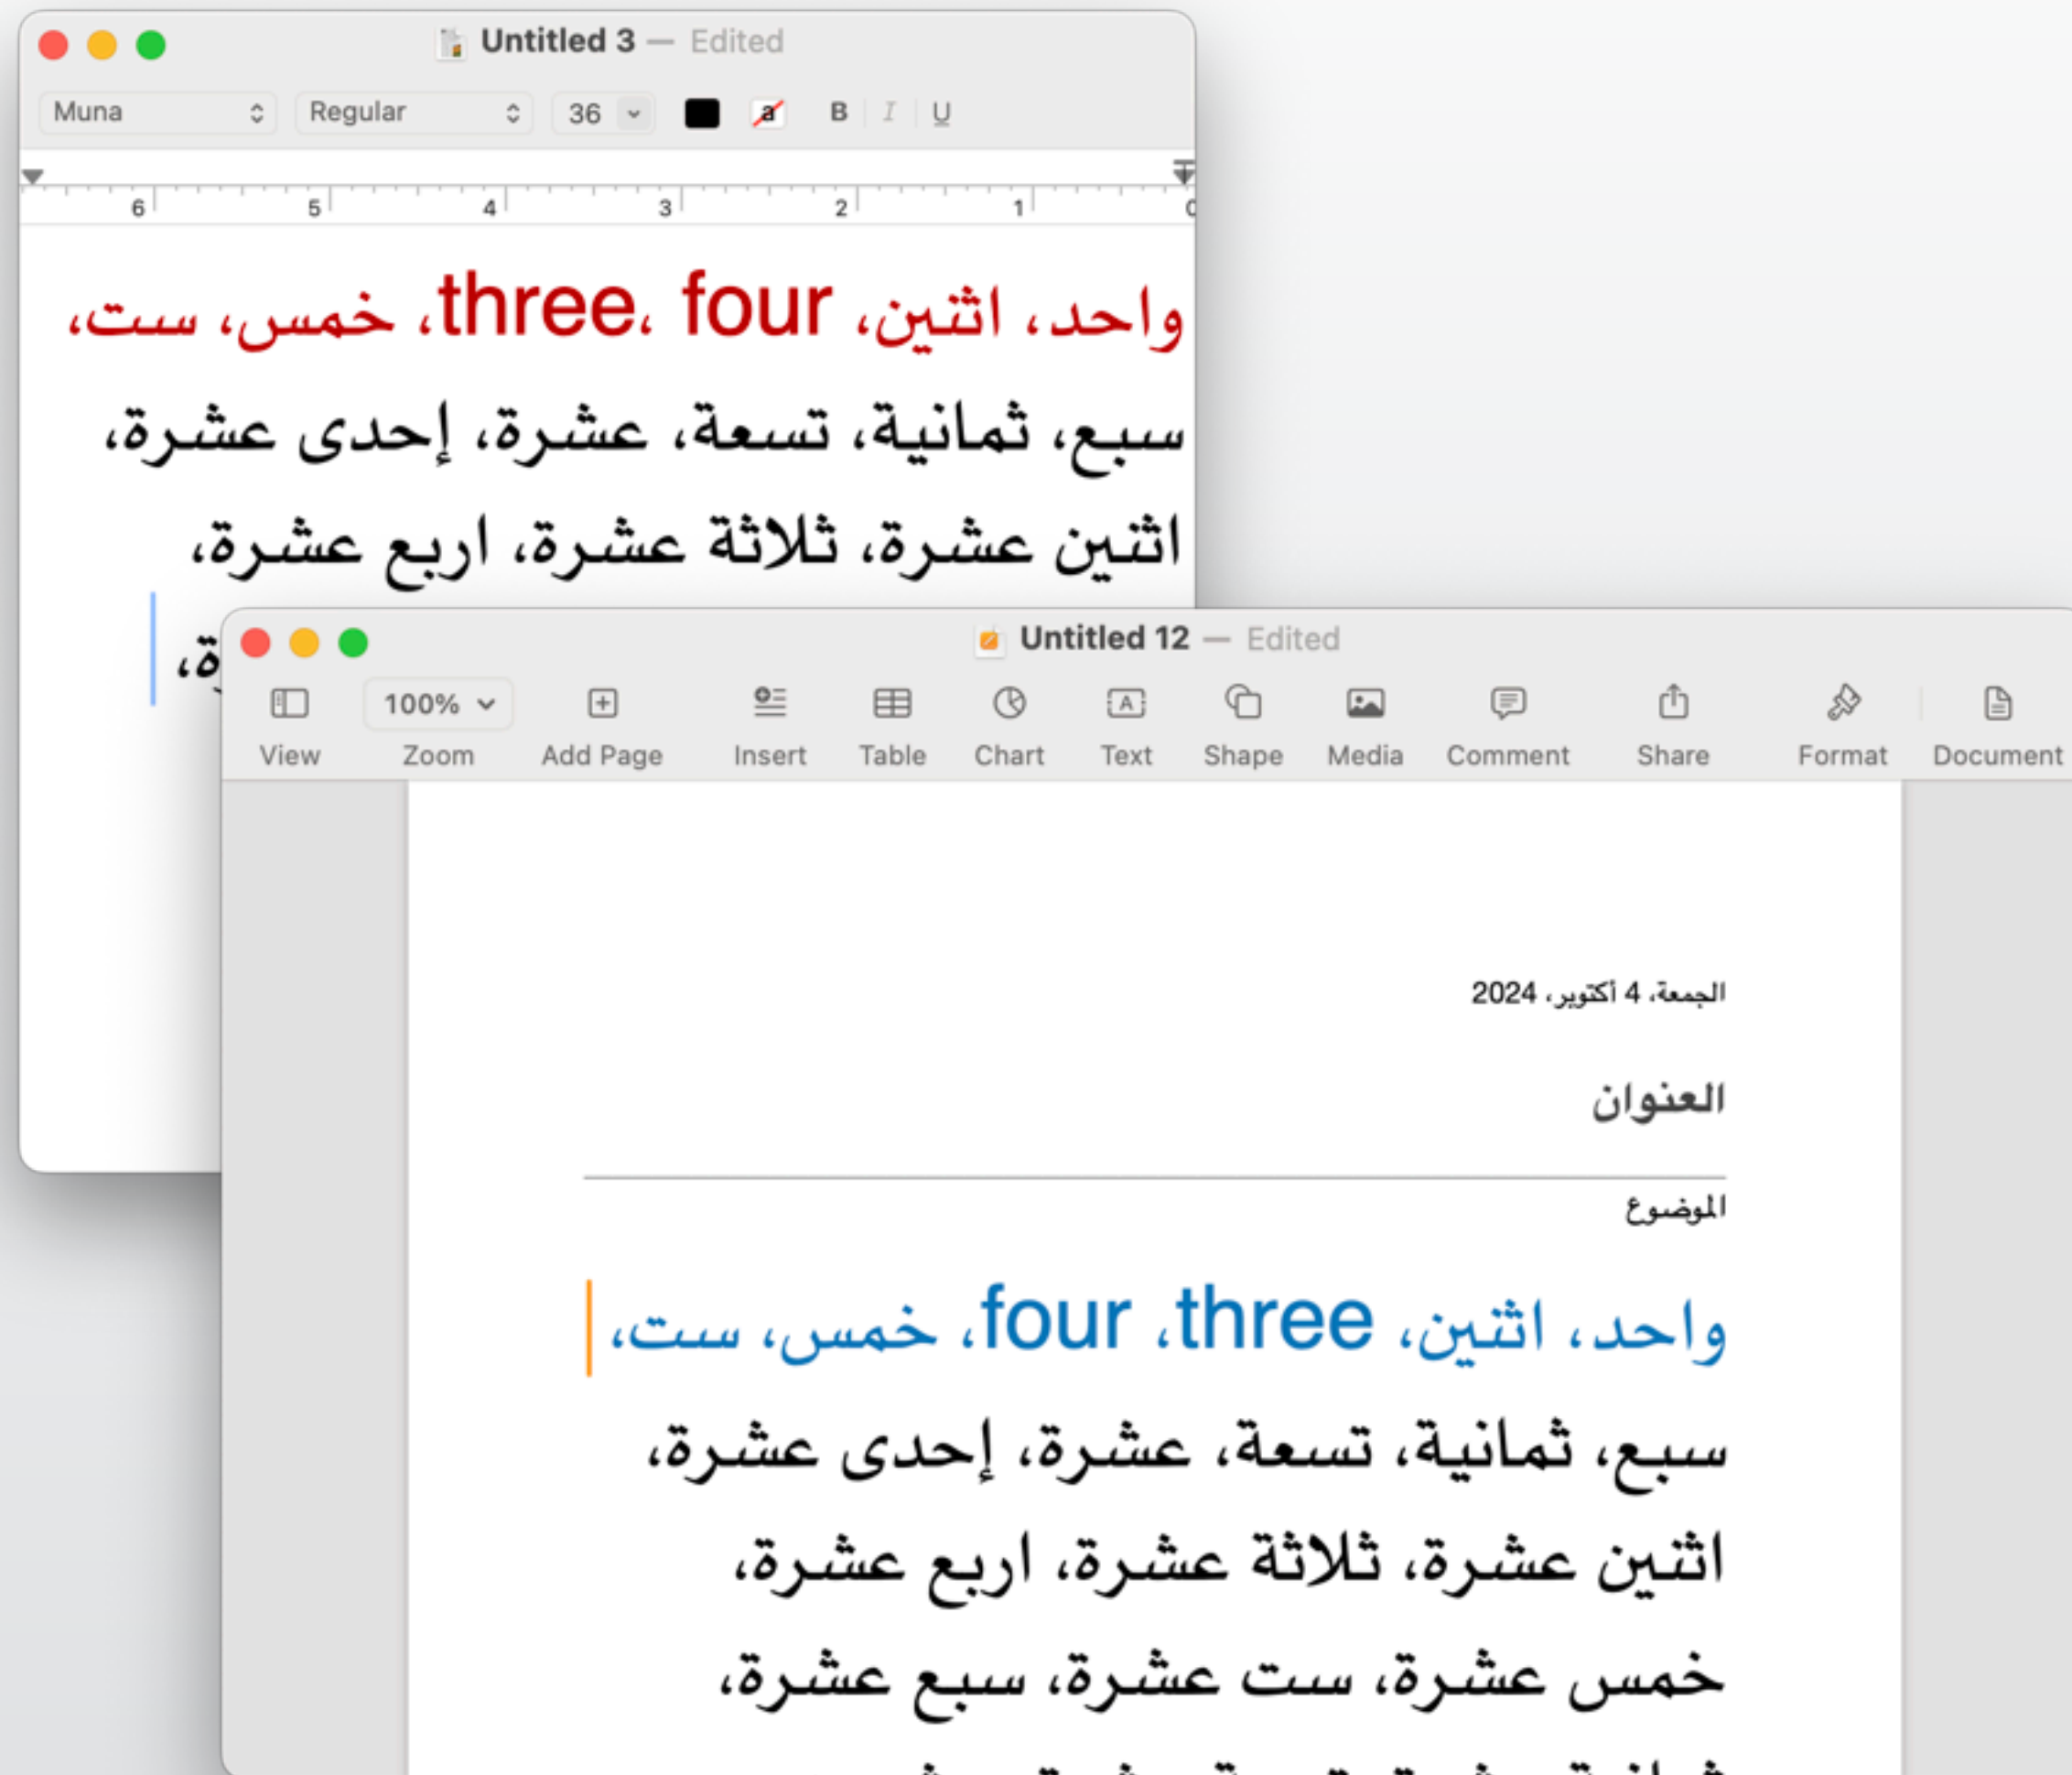 Untitled 3 — Edited
Muna Regular 36 a B I U
6 5 4 3 2 1 0
واحد، اثنين، three، four، خمس، ست،
سبع، ثمانية، تسعة، عشرة، إحدى عشرة،
اثنين عشرة، ثلاثة عشرة، اربع عشرة،
Untitled 12 — Edited
100%
View Zoom Add Page Insert Table Chart Text Shape Media Comment Share Format Document
الجمعة، 4 أكتوبر، 2024
العنوان
الموضوع
واحد، اثنين، three، four، خمس، ست،
سبع، ثمانية، تسعة، عشرة، إحدى عشرة،
اثنين عشرة، ثلاثة عشرة، اربع عشرة،
خمس عشرة، ست عشرة، سبع عشرة،